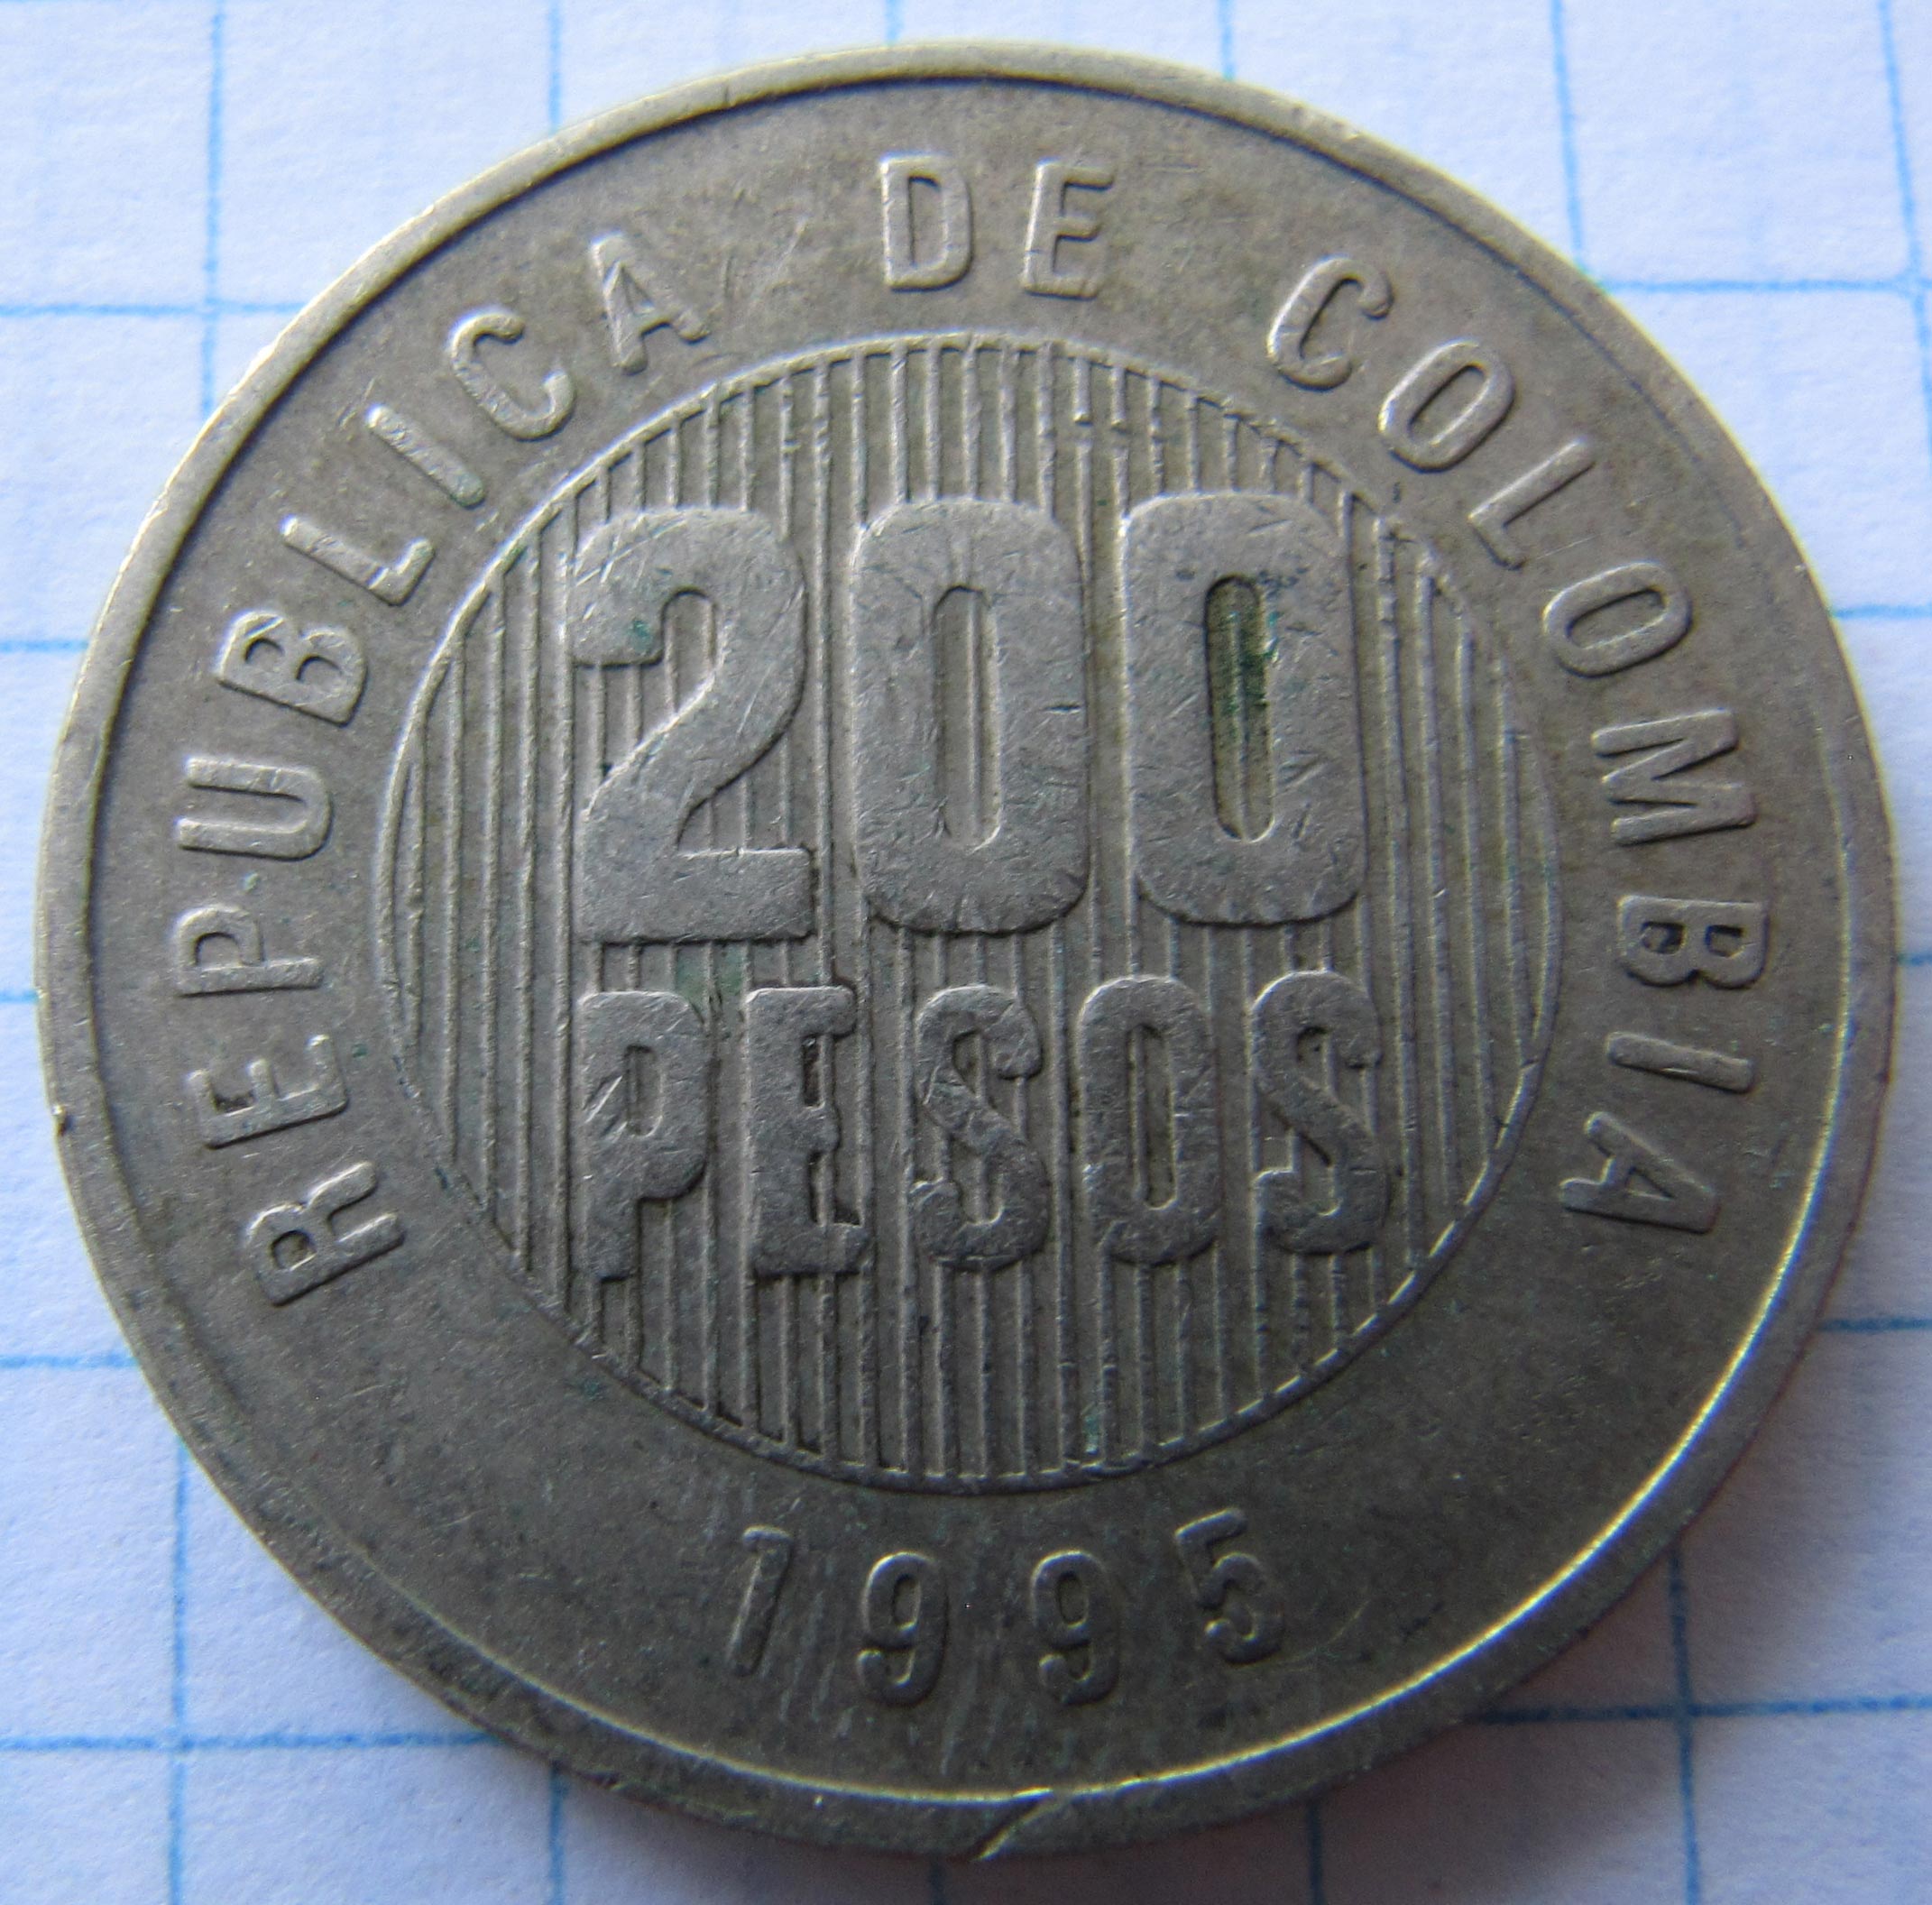 REPUBLICA DE COLOMBIA
200
PESOS
1995